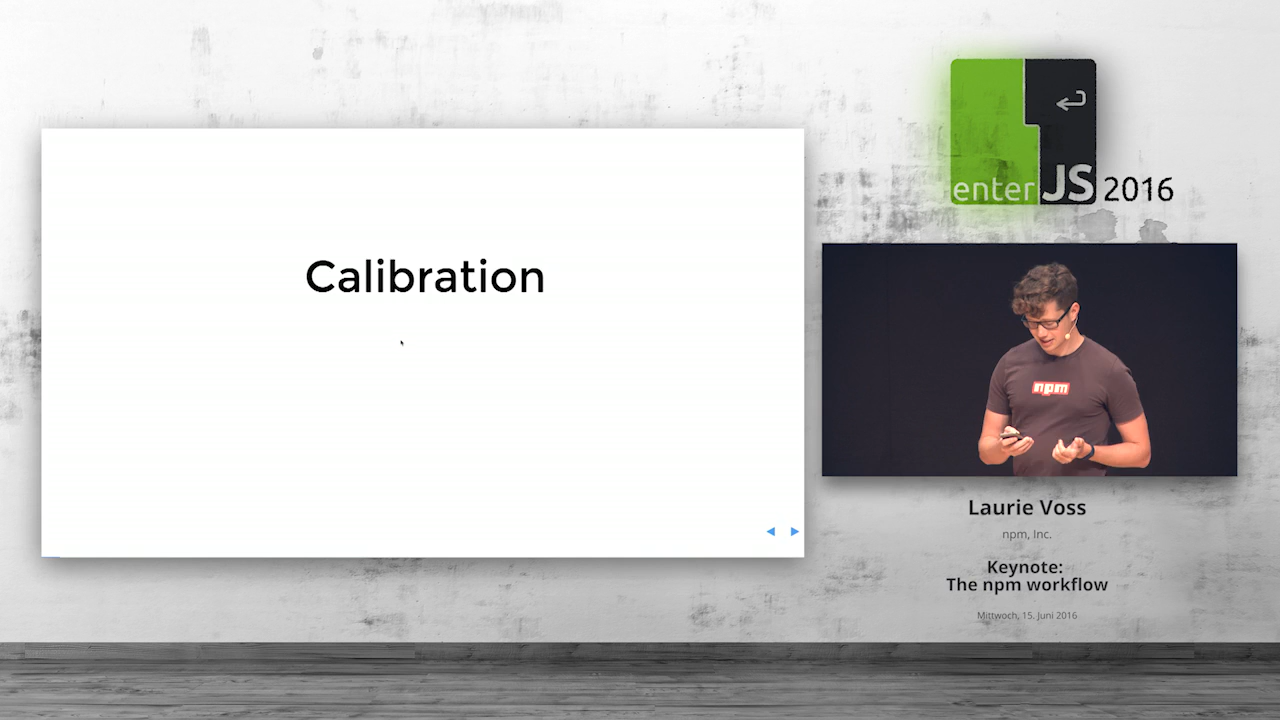 Calibration
enter JS 2016
npm
Laurie Voss
npm, Inc.
Keynote:
The npm workflow
Mittwoch, 15. Juni 2016